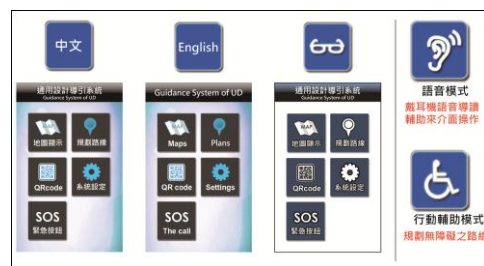 中文
English
通用設計導引系統
Guidance System of UD
MAP
地圖顯示
規劃路線
QRcode
系統設定
SOS
緊急按鈕
Guidance System of UD
MAP
Maps
Plans
QR code
Settings
SOS
The call
通用設計導引系統
Guidance System of UD
MAP
地圖顯示
規劃路線
QRcode
系統設定
SOS
緊急按鈕
語音模式
戴耳機語音導讀
輔助來介面操作
行動輔助模式
規劃無障礙之路線